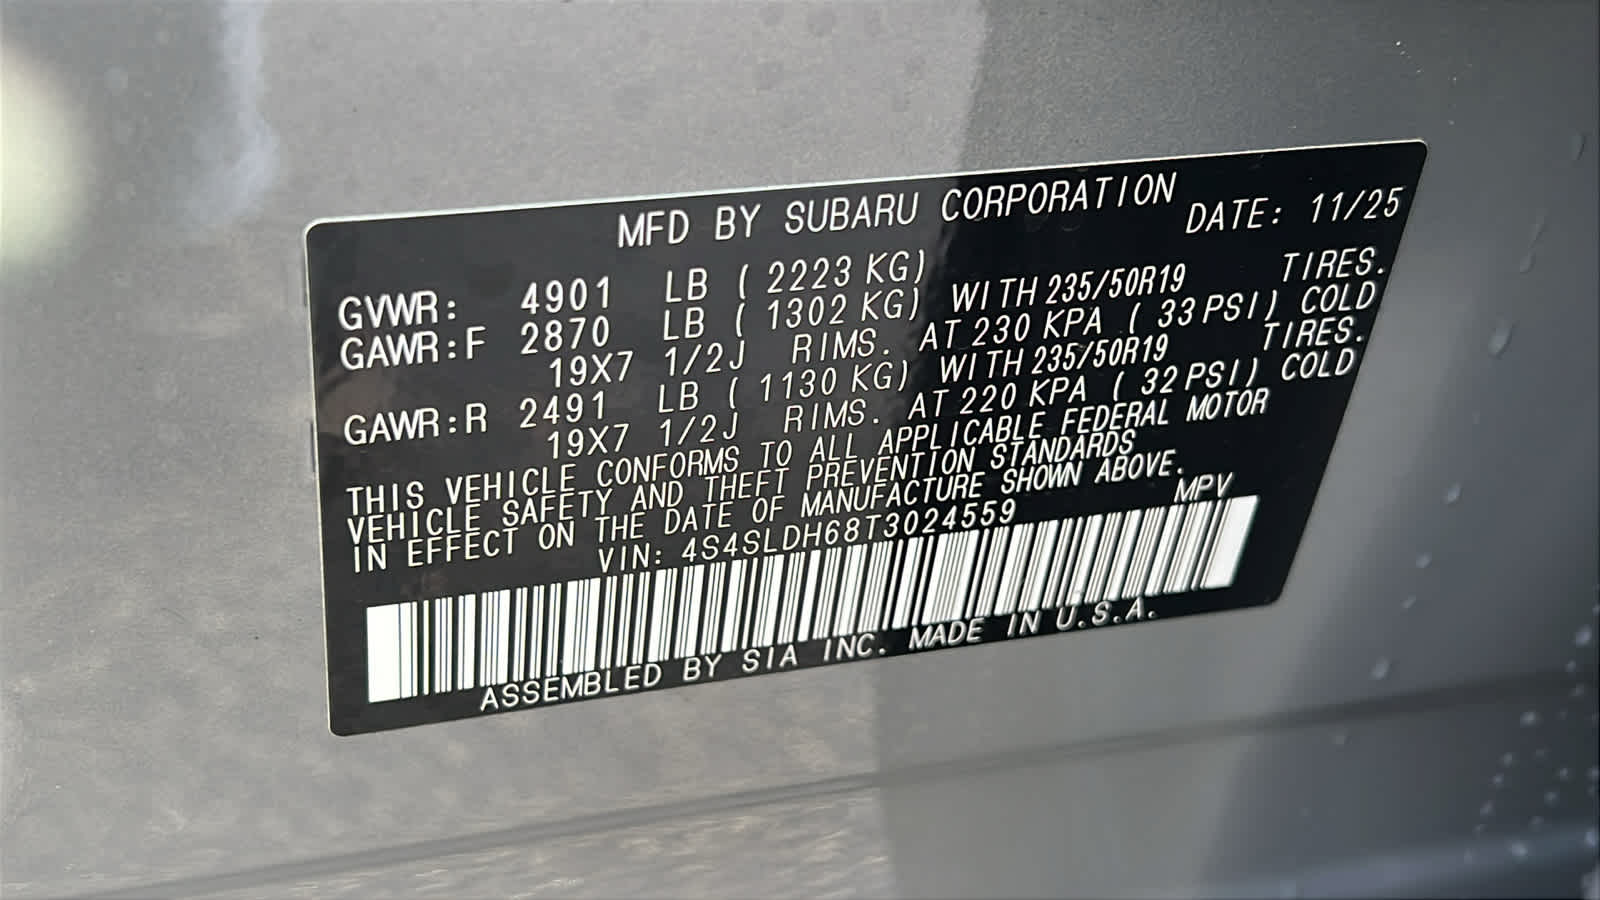 MFD BY SUBARU CORPORATION DATE: 11/25
GVWR: 4901 LB ( 2223 KG)
GAWR:F 2870 LB ( 1302 KG) WITH 235/50R19 TIRES.
19X7 1/2J RIMS. AT 230 KPA ( 33 PSI) COLD
GAWR:R 2491 LB ( 1130 KG) WITH 235/50R19 TIRES.
19X7 1/2J RIMS. AT 220 KPA ( 32 PSI) COLD
THIS VEHICLE CONFORMS TO ALL APPLICABLE FEDERAL MOTOR
VEHICLE SAFETY AND THEFT PREVENTION STANDARDS
IN EFFECT ON THE DATE OF MANUFACTURE SHOWN ABOVE.
VIN: 4S4SLDH68T3024559 MPV
ASSEMBLED BY SIA INC. MADE IN U.S.A.